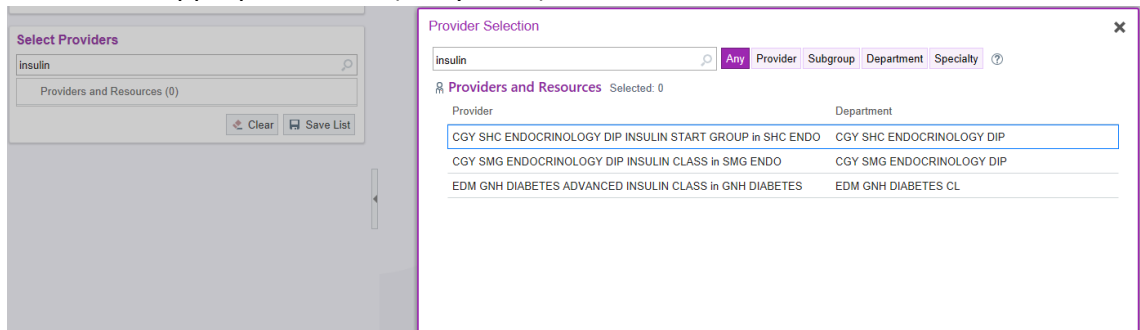 Select Providers
insulin
Providers and Resources (0)
Clear Save List
Provider Selection
insulin Any Provider Subgroup Department Specialty ?
Providers and Resources Selected: 0
Provider Department
CGY SHC ENDOCRINOLOGY DIP INSULIN START GROUP in SHC ENDO CGY SHC ENDOCRINOLOGY DIP
CGY SMG ENDOCRINOLOGY DIP INSULIN CLASS in SMG ENDO CGY SMG ENDOCRINOLOGY DIP
EDM GNH DIABETES ADVANCED INSULIN CLASS in GNH DIABETES EDM GNH DIABETES CL